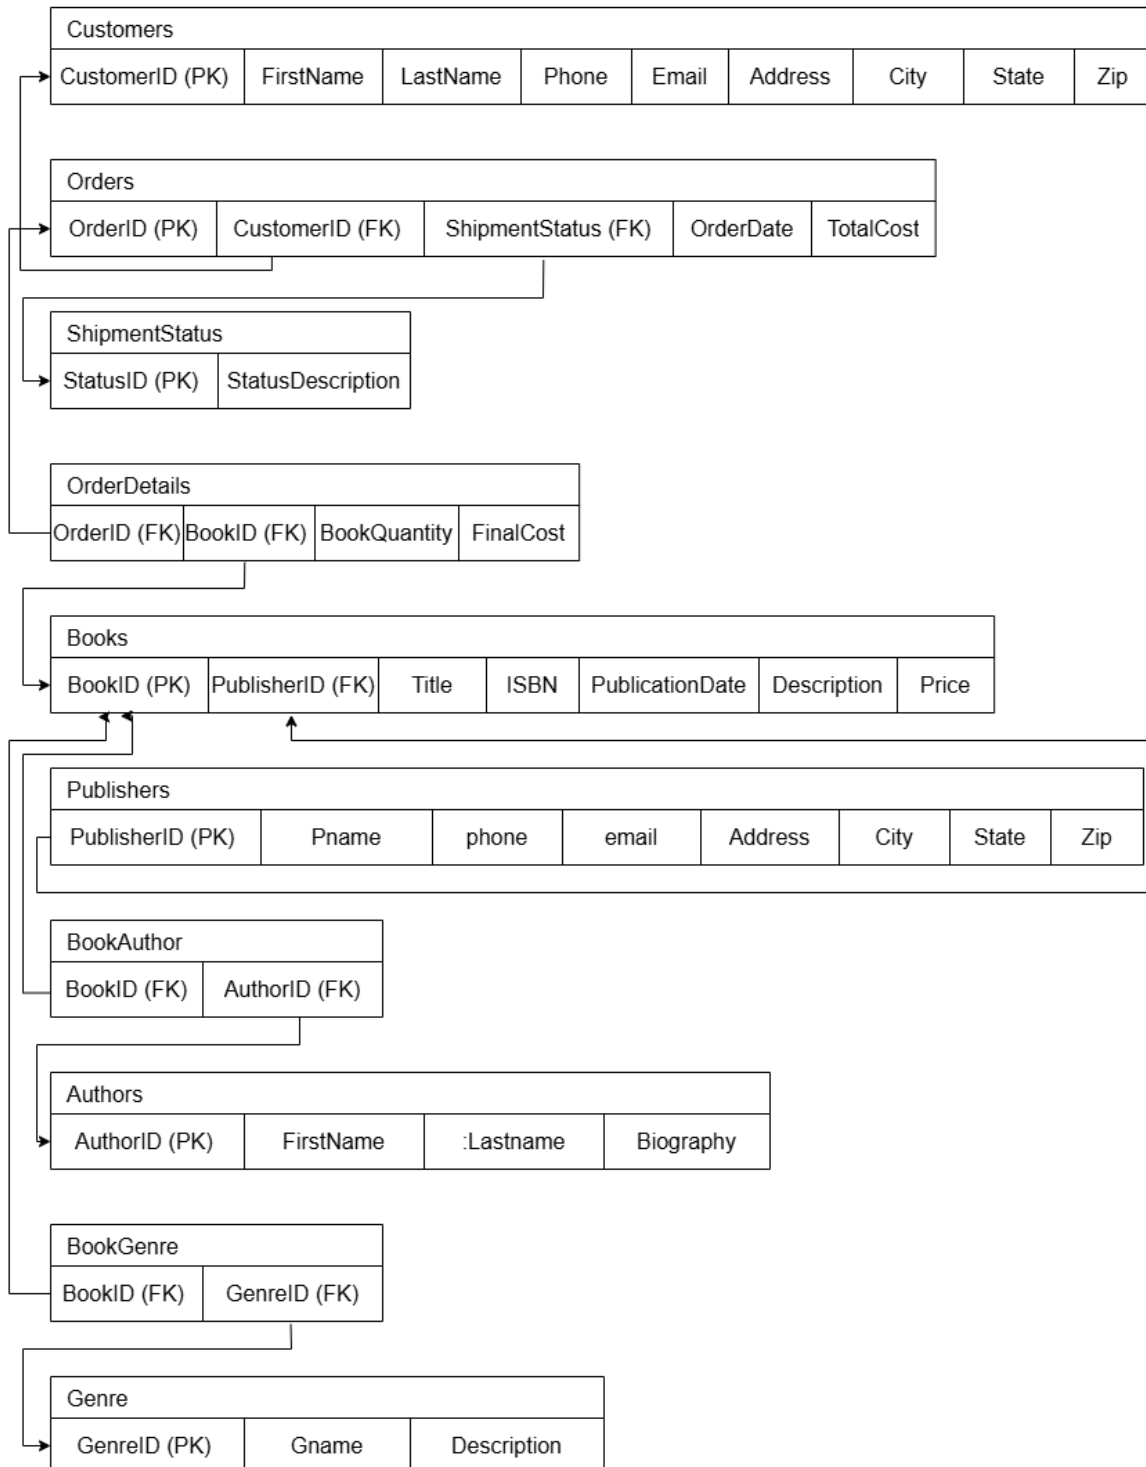 Customers
CustomerID (PK) FirstName LastName Phone Email Address City State Zip
Orders
OrderID (PK) CustomerID (FK) ShipmentStatus (FK) OrderDate TotalCost
ShipmentStatus
StatusID (PK) StatusDescription
OrderDetails
OrderID (FK) BookID (FK) BookQuantity FinalCost
Books
BookID (PK) PublisherID (FK) Title ISBN PublicationDate Description Price
Publishers
PublisherID (PK) Pname phone email Address City State Zip
BookAuthor
BookID (FK) AuthorID (FK)
Authors
AuthorID (PK) FirstName :Lastname Biography
BookGenre
BookID (FK) GenreID (FK)
Genre
GenreID (PK) Gname Description